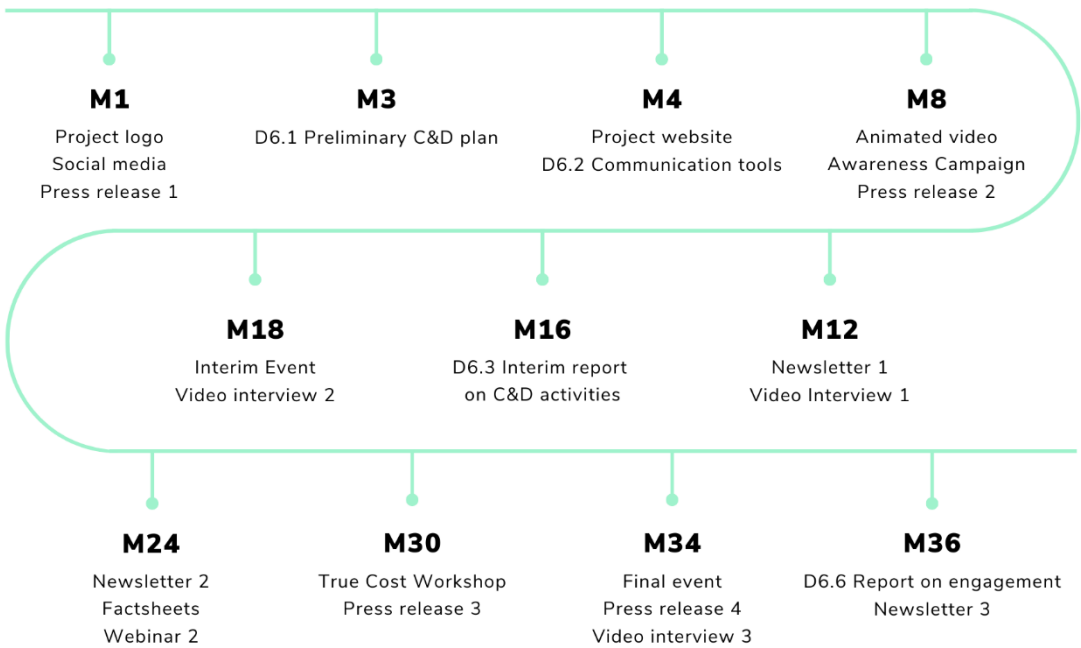 M1
Project logo
Social media
Press release 1
M3
D6.1 Preliminary C&D plan
M4
Project website
D6.2 Communication tools
M8
Animated video
Awareness Campaign
Press release 2
M18
Interim Event
Video interview 2
M16
D6.3 Interim report
on C&D activities
M12
Newsletter 1
Video Interview 1
M24
Newsletter 2
Factsheets
Webinar 2
M30
True Cost Workshop
Press release 3
M34
Final event
Press release 4
Video interview 3
M36
D6.6 Report on engagement
Newsletter 3